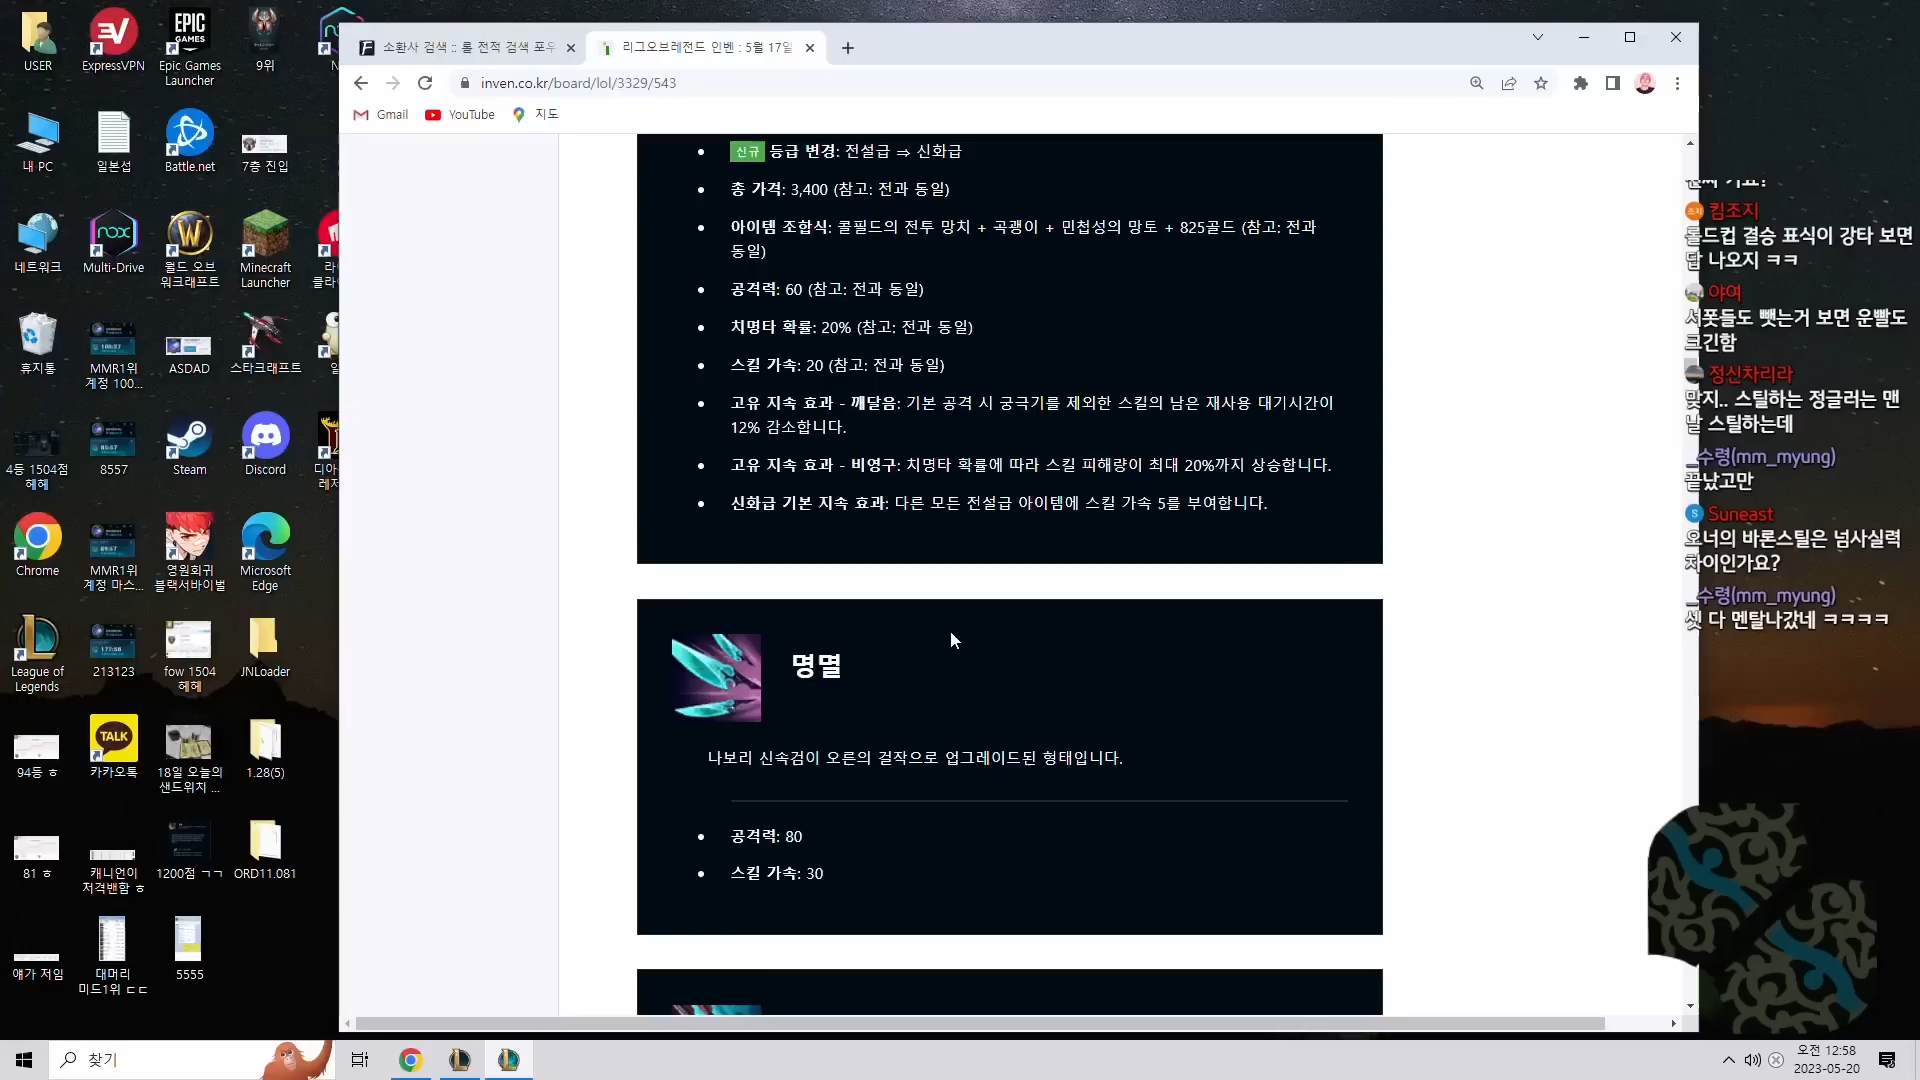 소환사 검색 :: 롤 전적 검색 포우
리그오브레전드 인벤 : 5월 17일
inven.co.kr/board/lol/3329/543
Gmail
YouTube
지도
신규 등급 변경: 전설급 ⇒ 신화급
총 가격: 3,400 (참고: 전과 동일)
아이템 조합식: 콜필드의 전투 망치 + 곡괭이 + 민첩성의 망토 + 825골드 (참고: 전과
동일)
공격력: 60 (참고: 전과 동일)
치명타 확률: 20% (참고: 전과 동일)
스킬 가속: 20 (참고: 전과 동일)
고유 지속 효과 - 깨달음: 기본 공격 시 궁극기를 제외한 스킬의 남은 재사용 대기시간이
12% 감소합니다.
고유 지속 효과 - 비영구: 치명타 확률에 따라 스킬 피해량이 최대 20%까지 상승합니다.
신화급 기본 지속 효과: 다른 모든 전설급 아이템에 스킬 가속 5를 부여합니다.
명멸
나보리 신속검이 오른의 걸작으로 업그레이드된 형태입니다.
공격력: 80
스킬 가속: 30
USER
ExpressVPN
Epic Games
Launcher
9위
내 PC
일본섭
Battle.net
7층 진입
네트워크
Multi-Drive
월드 오브
워크래프트
Minecraft
Launcher
휴지통
MMR1위
계정 100...
ASDAD
스타크래프트
4등 1504점
헤헤
8557
Steam
Discord
Chrome
MMR1위
계정 마스...
영원회귀
블랙서바이벌
Microsoft
Edge
League of
Legends
213123
fow 1504
헤헤
JNLoader
94등 ㅎ
카카오톡
18일 오늘의
샌드위치 ...
1.28(5)
81 ㅎ
캐니언이
저격밴함 ㅎ
1200점 ㄱㄱ
ORD11.081
얘가 저임
대머리
미드1위 ㄷㄷ
5555
킴조지
롤드컵 결승 표식이 강타 보면
답 나오지 ㅋㅋ
야여
서폿들도 뺏는거 보면 운빨도
크긴함
정신차리라
맞지.. 스틸하는 정글러는 맨
날 스틸하는데
_수령(mm_myung)
끝났고만
Suneast
오너의 바론스틸은 넘사실력
차이인가요?
_수령(mm_myung)
셋 다 멘탈나갔네 ㅋㅋㅋㅋ
찾기
오전 12:58
2023-05-20